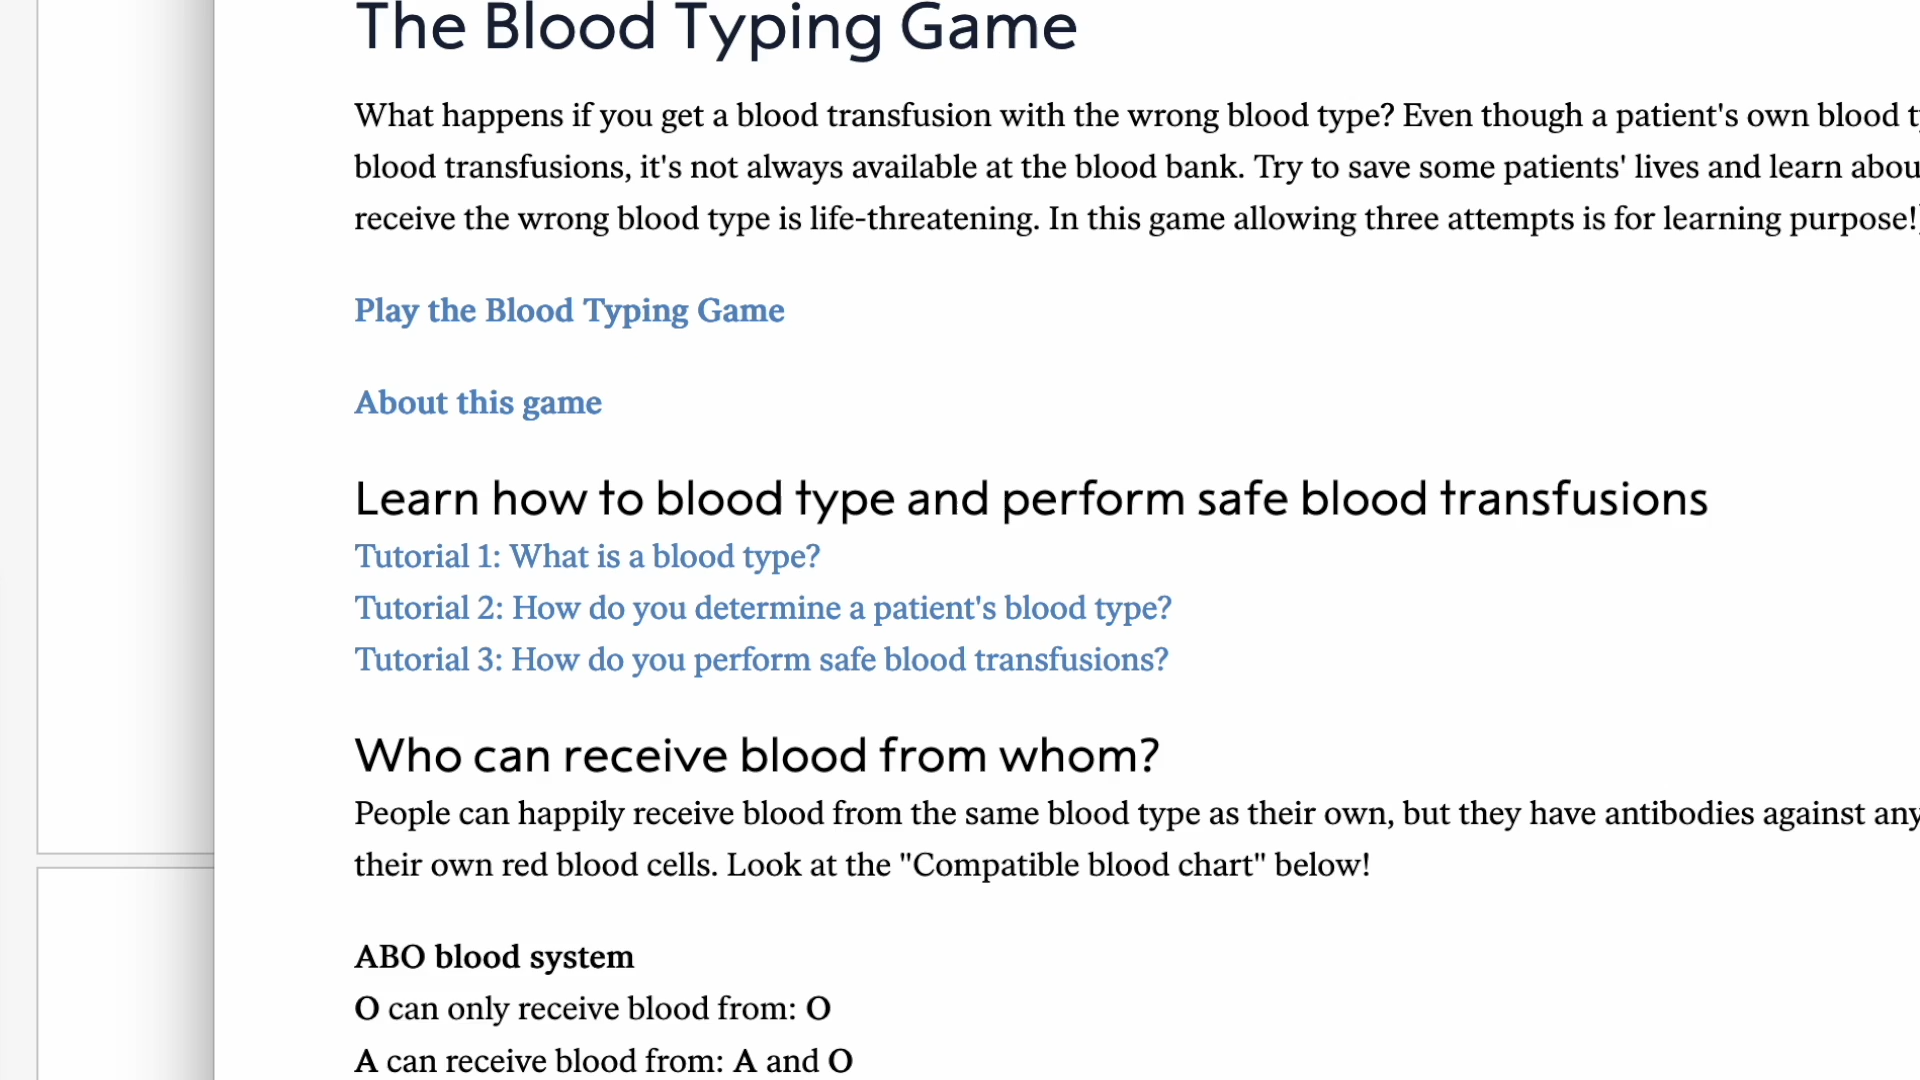 The Blood Typing Game
What happens if you get a blood transfusion with the wrong blood type? Even though a patient's own blood
blood transfusions, it's not always available at the blood bank. Try to save some patients' lives and learn
receive the wrong blood type is life-threatening. In this game allowing three attempts is for learning purpose!
Play the Blood Typing Game
About this game
Learn how to blood type and perform safe blood transfusions
Tutorial 1: What is a blood type?
Tutorial 2: How do you determine a patient's blood type?
Tutorial 3: How do you perform safe blood transfusions?
Who can receive blood from whom?
People can happily receive blood from the same blood type as their own, but they have antibodies against any
their own red blood cells. Look at the "Compatible blood chart" below!
ABO blood system
O can only receive blood from: O
A can receive blood from: A and O